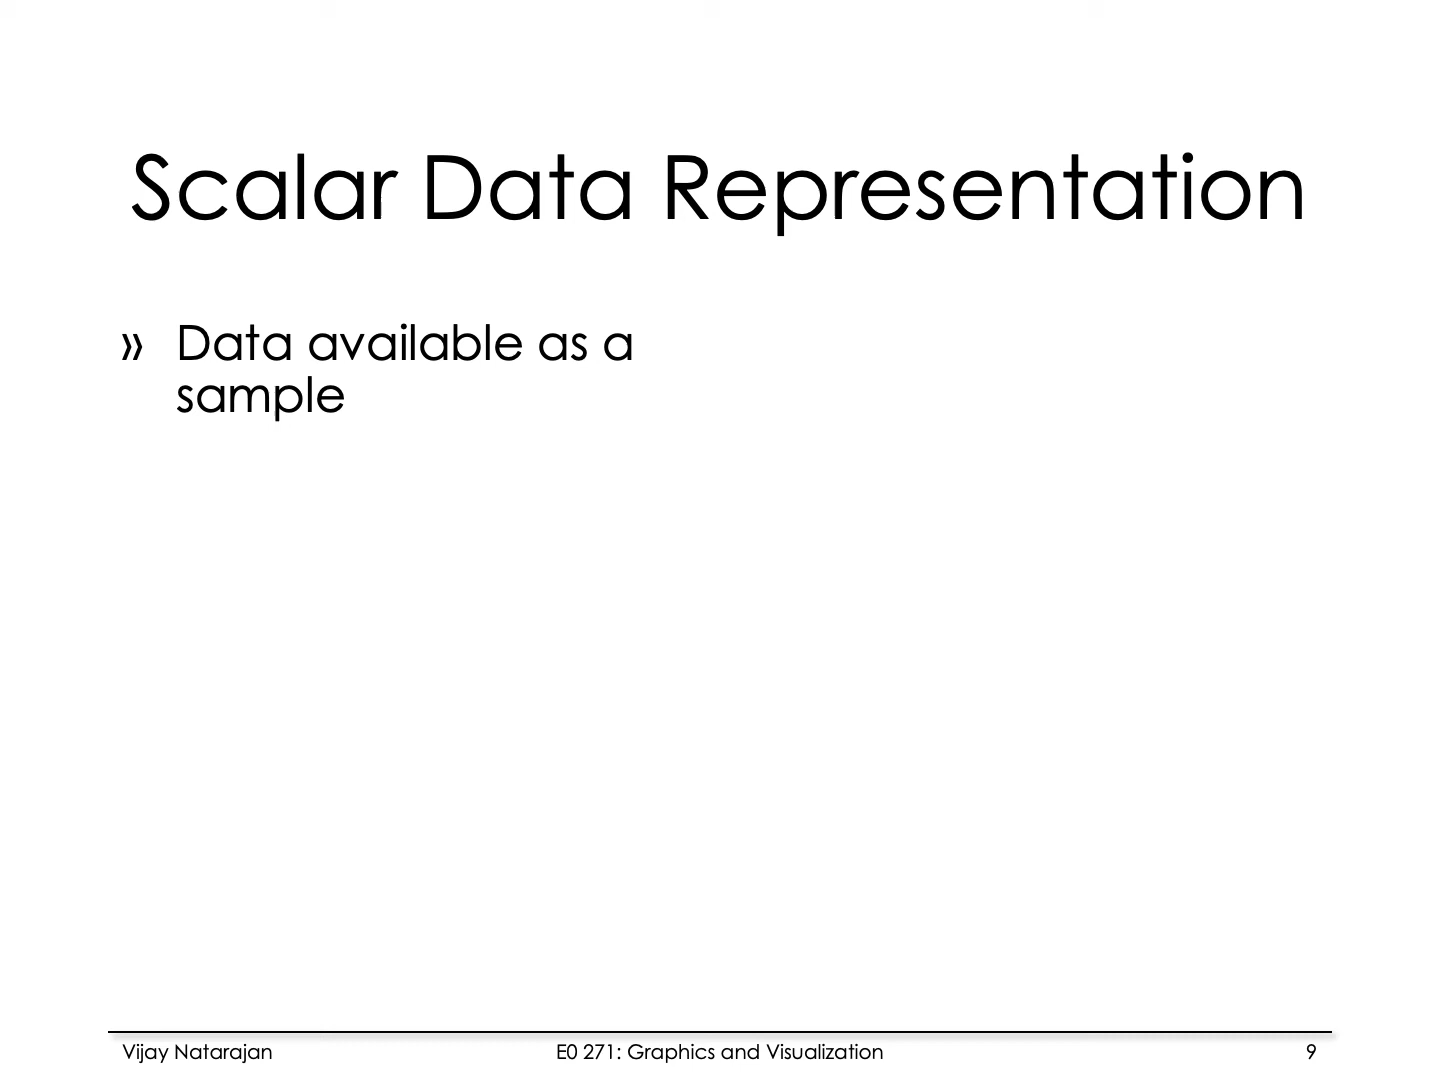 Scalar Data Representation
» Data available as a
sample
Vijay Natarajan
E0 271: Graphics and Visualization
9